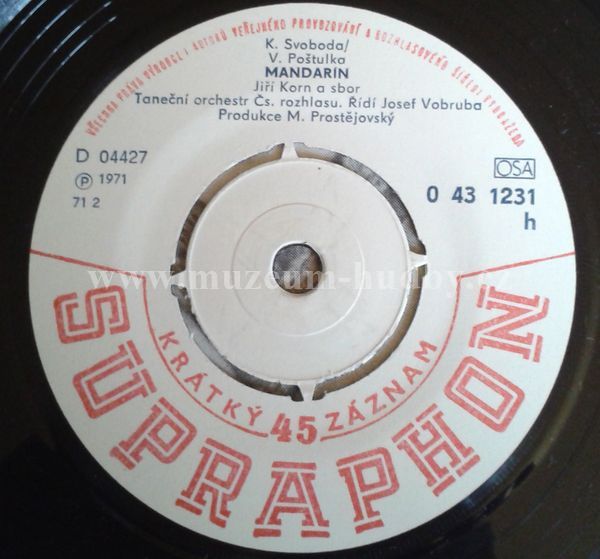 VŠECHNA PRÁVA VÝROBCE I AUTORŮ VEŘEJNÉHO PROVOZOVÁNÍ A ROZHLASOVÉHO ŠÍŘENÍ VYHRAZENA
K. Svoboda/
V. Poštulka
MANDARÍN
Jiří Korn a sbor
Taneční orchestr Čs. rozhlasu. Řídí Josef Vobruba
Produkce M. Prostějovský
D 04427
Ⓟ 1971
71 2
OSA
0 43 1231
h
www.muzeum-hudby.cz
KRÁTKÝ 45 ZÁZNAM
SUPRAPHON